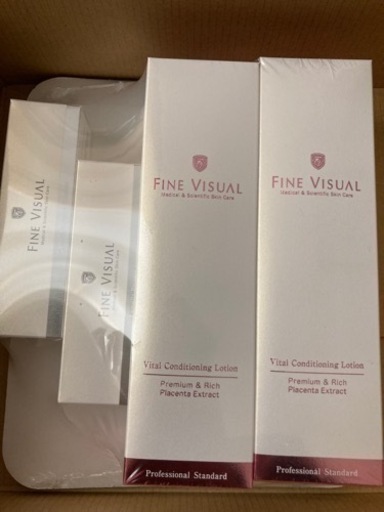 FINE VISUAL
FINE VISUAL
FINE VISUAL
Medical & Scientific Skin Care
Vital Conditioning Lotion
Premium & Rich
Placenta Extract
Professional Standard
FINE VISUAL
Medical & Scientific Skin Care
Vital Conditioning Lotion
Premium & Rich
Placenta Extract
Professional Standard